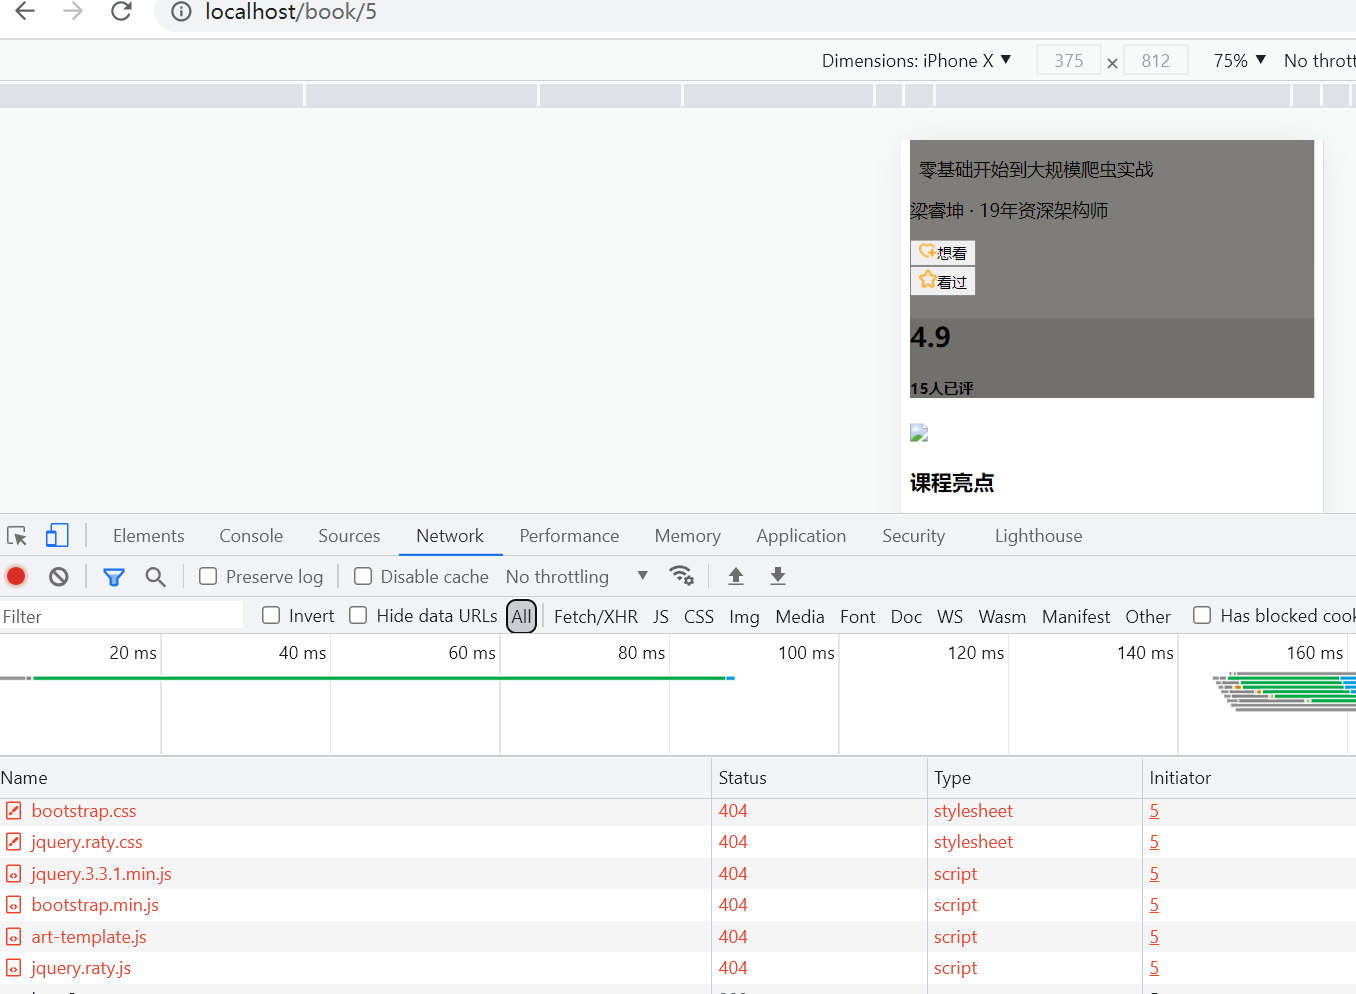 localhost/book/5
Dimensions: iPhone X ▼ 375 × 812 75% ▼ No thrott
零基础开始到大规模爬虫实战
梁睿坤 · 19年资深架构师
想看
看过
4.9
15人已评
课程亮点
Elements Console Sources Network Performance Memory Application Security Lighthouse
Preserve log Disable cache No throttling ▼
Filter Invert Hide data URLs All Fetch/XHR JS CSS Img Media Font Doc WS Wasm Manifest Other Has blocked cook
20 ms 40 ms 60 ms 80 ms 100 ms 120 ms 140 ms 160 ms
Name Status Type Initiator
bootstrap.css 404 stylesheet 5
jquery.raty.css 404 stylesheet 5
jquery.3.3.1.min.js 404 script 5
bootstrap.min.js 404 script 5
art-template.js 404 script 5
jquery.raty.js 404 script 5